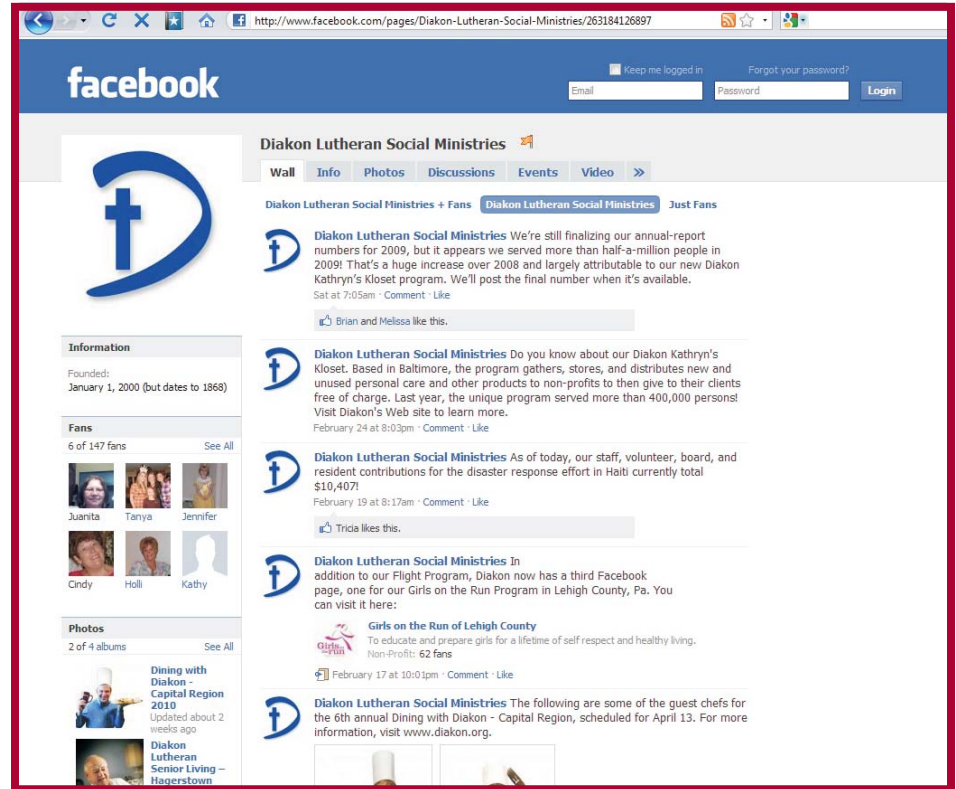 http://www.facebook.com/pages/Diakon-Lutheran-Social-Ministries/263184126897
facebook
Keep me logged in
Forgot your password?
Email
Password
Login
Diakon Lutheran Social Ministries
Wall Info Photos Discussions Events Video »
Diakon Lutheran Social Ministries + Fans Diakon Lutheran Social Ministries Just Fans
Diakon Lutheran Social Ministries We're still finalizing our annual-report
numbers for 2009, but it appears we served more than half-a-million people in
2009! That's a huge increase over 2008 and largely attributable to our new Diakon
Kathryn's Kloset program. We'll post the final number when it's available.
Sat at 7:05am · Comment · Like
Brian and Melissa like this.
Diakon Lutheran Social Ministries Do you know about our Diakon Kathryn's
Kloset. Based in Baltimore, the program gathers, stores, and distributes new and
unused personal care and other products to non-profits to then give to their clients
free of charge. Last year, the unique program served more than 400,000 persons!
Visit Diakon's Web site to learn more.
February 24 at 8:03pm · Comment · Like
Diakon Lutheran Social Ministries As of today, our staff, volunteer, board, and
resident contributions for the disaster response effort in Haiti currently total
$10,407!
February 19 at 8:17am · Comment · Like
Tricia likes this.
Diakon Lutheran Social Ministries In
addition to our Flight Program, Diakon now has a third Facebook
page, one for our Girls on the Run Program in Lehigh County, Pa. You
can visit it here:
Girls on the run
Girls on the Run of Lehigh County
To educate and prepare girls for a lifetime of self respect and healthy living.
Non-Profit: 62 fans
February 17 at 10:01pm · Comment · Like
Diakon Lutheran Social Ministries The following are some of the guest chefs for
the 6th annual Dining with Diakon - Capital Region, scheduled for April 13. For more
information, visit www.diakon.org.
Information
Founded:
January 1, 2000 (but dates to 1868)
Fans
6 of 147 fans See All
Juanita Tanya Jennifer
Cindy Holli Kathy
Photos
2 of 4 albums See All
Dining with
Diakon -
Capital Region
2010
Updated about 2
weeks ago
Diakon
Lutheran
Senior Living –
Hagerstown